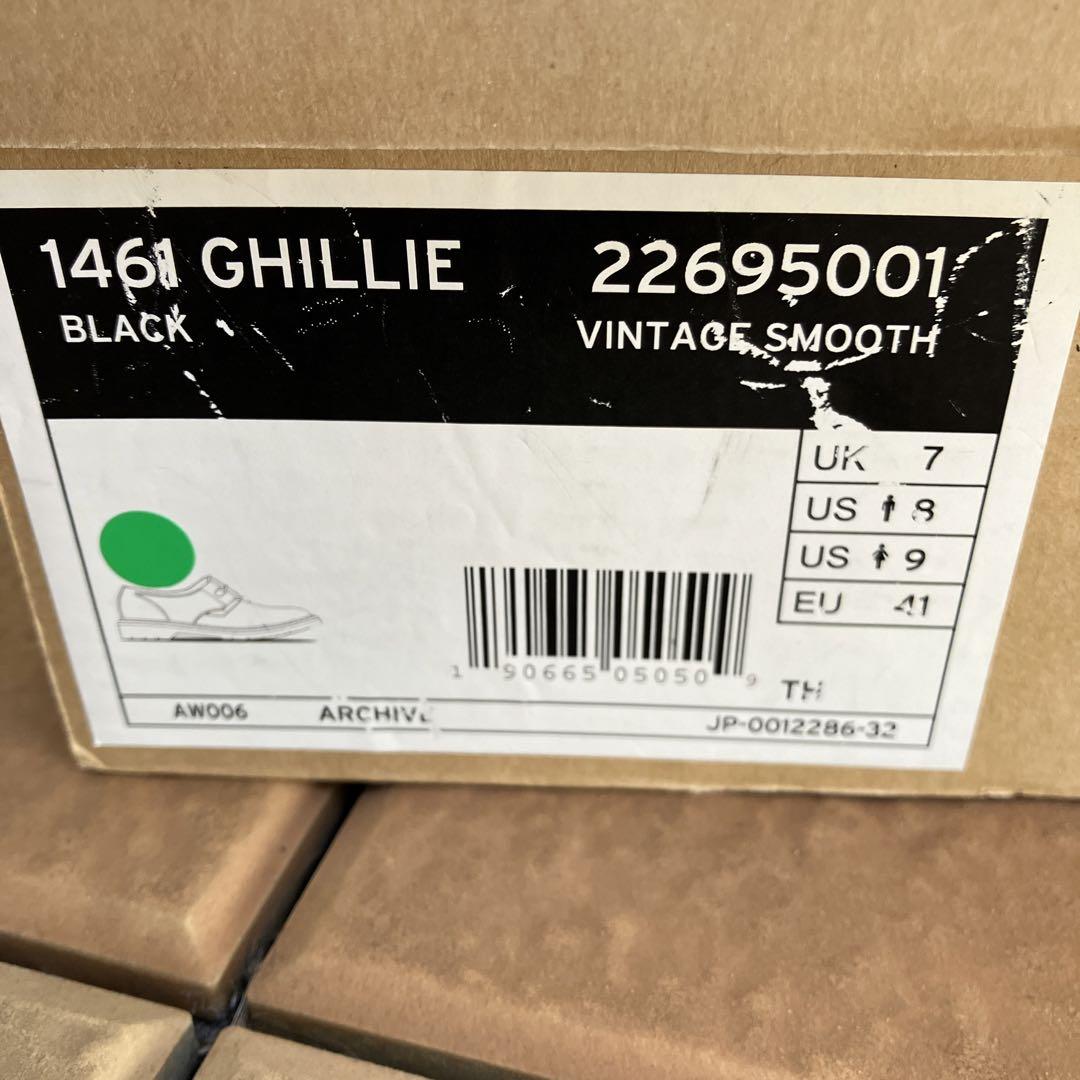 1461 GHILLIE 22695001
BLACK VINTAGE SMOOTH
UK 7
US 8
US 9
EU 41
1 90665 05050 9
TH
AW006 ARCHIVE JP-0012286-32